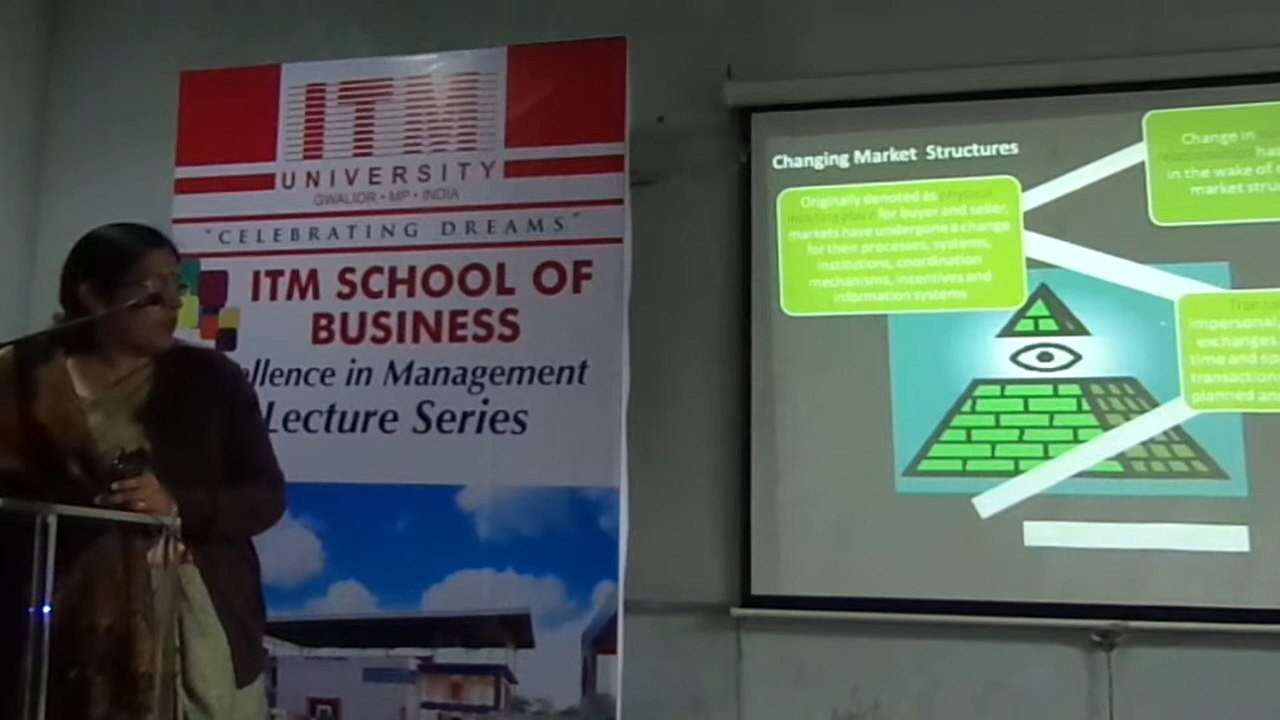 ITM
UNIVERSITY
GWALIOR • MP • INDIA
"CELEBRATING DREAMS"
ITM SCHOOL OF
BUSINESS
ellence in Management
Lecture Series
Changing Market Structures
Originally denoted as physical
meeting place for buyer and seller,
markets have undergone a change
for their processes, systems,
institutions, coordination
mechanisms, incentives and
information systems
Change in
has
in the wake of
market stru
impersonal
exchanges
time and sp
transaction
planned an